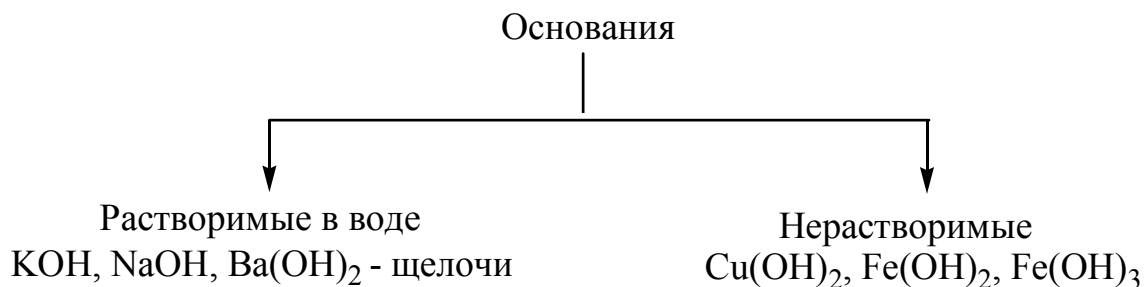 Основания
Растворимые в воде
KOH, NaOH, Ba(OH)₂ - щелочи
Нерастворимые
Cu(OH)₂, Fe(OH)₂, Fe(OH)₃